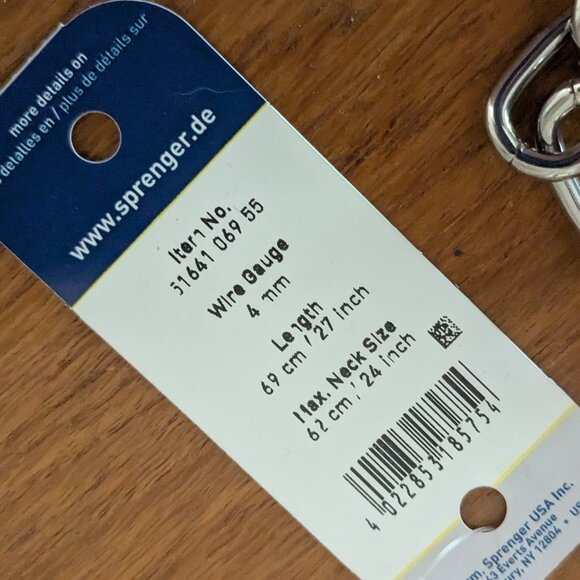 more details on
detalles en / plus de détails sur
www.sprenger.de
Item No.
51641 069 55
Wire Gauge
4 mm
Length
69 cm / 27 inch
Max. Neck Size
62 cm / 24 inch
4 022853 185754
Sprenger USA Inc.
3 Everts Avenue
NY 12804 • US